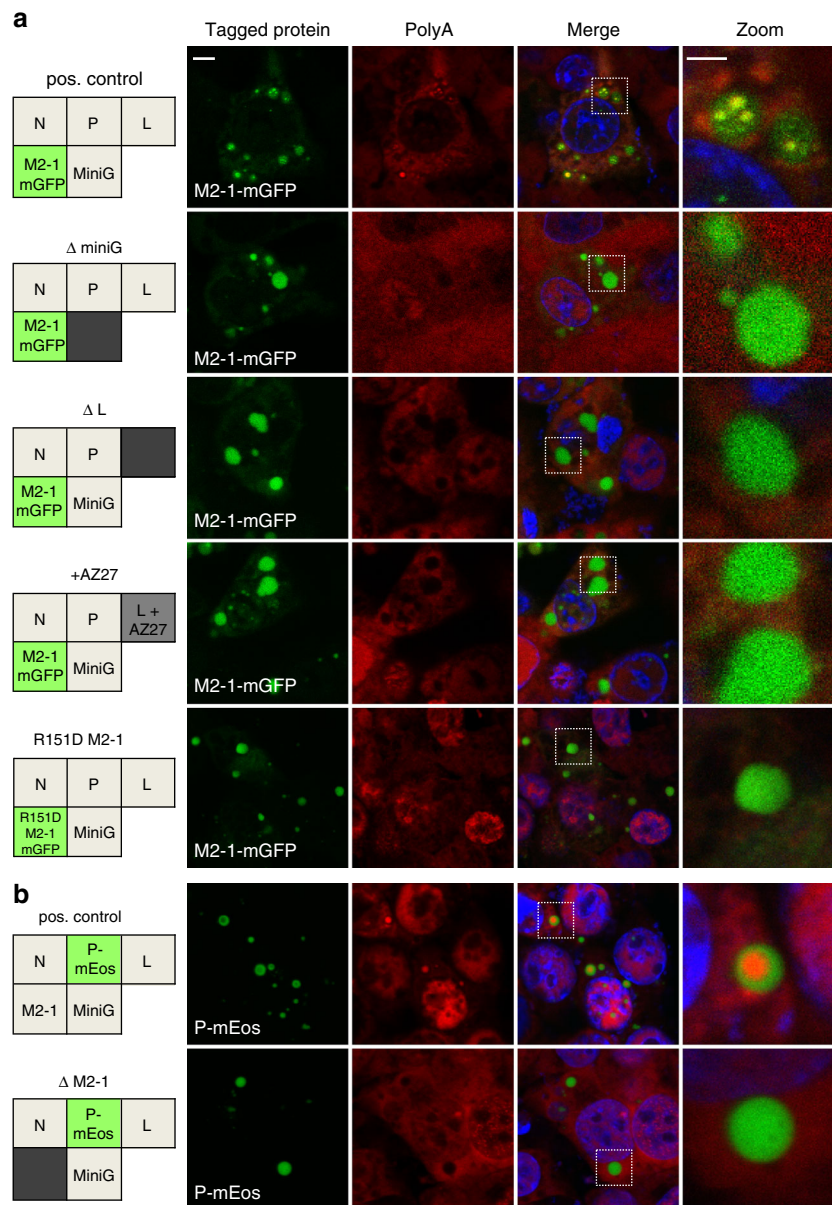 a
Tagged protein PolyA Merge Zoom
pos. control
N P L
M2-1
mGFP
MiniG
M2-1-mGFP
Δ miniG
N P L
M2-1
mGFP
M2-1-mGFP
Δ L
N P
M2-1
mGFP
MiniG
M2-1-mGFP
+AZ27
N P
L +
AZ27
M2-1
mGFP
MiniG
M2-1-mGFP
R151D M2-1
N P L
R151D
M2-1
mGFP
MiniG
M2-1-mGFP
b
pos. control
N
P-
mEos
L
M2-1 MiniG
P-mEos
Δ M2-1
N
P-
mEos
L
MiniG
P-mEos